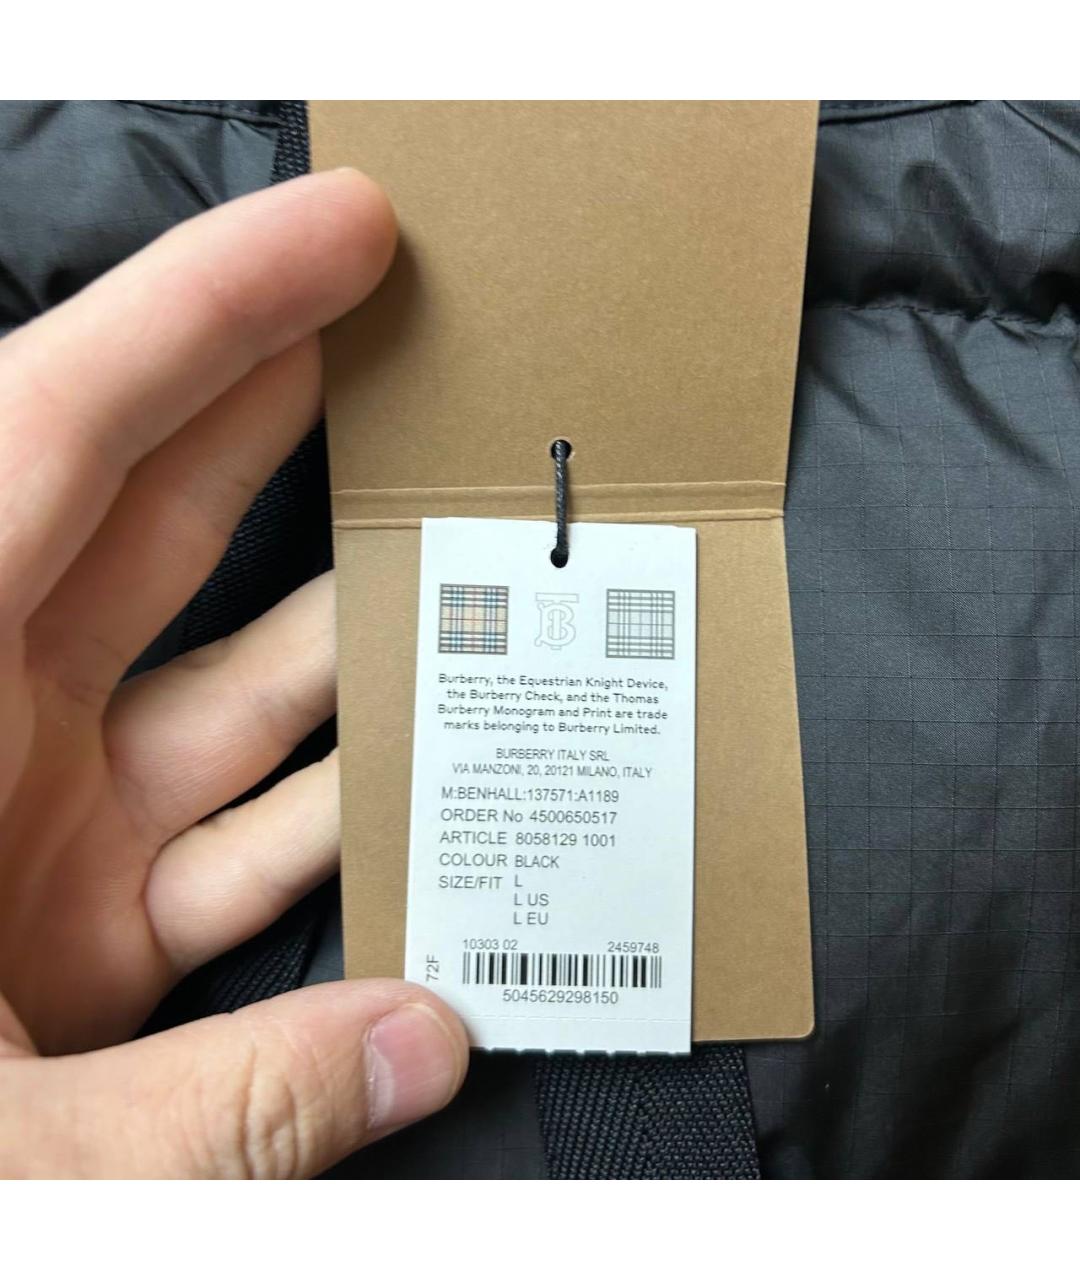 Burberry, the Equestrian Knight Device,
the Burberry Check, and the Thomas
Burberry Monogram and Print are trade
marks belonging to Burberry Limited.
BURBERRY ITALY SRL
VIA MANZONI, 20, 20121 MILANO, ITALY
M:BENHALL:137571:A1189
ORDER No 4500650517
ARTICLE 8058129 1001
COLOUR BLACK
SIZE/FIT L
L US
L EU
10303 02 2459748
72F
5045629298150